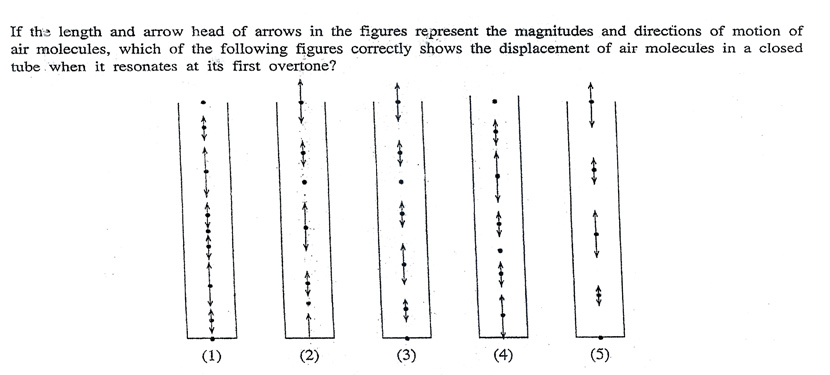 If the length and arrow head of arrows in the figures represent the magnitudes and directions of motion of
air molecules, which of the following figures correctly shows the displacement of air molecules in a closed
tube when it resonates at its first overtone?
(1) (2) (3) (4) (5)